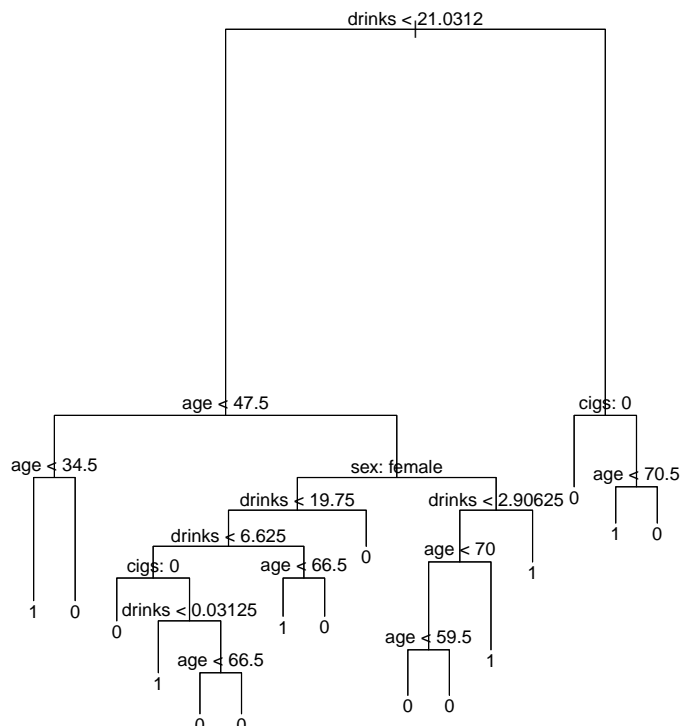 drinks < 21.0312
age < 47.5
cigs: 0
age < 34.5
sex: female
age < 70.5
0
drinks < 19.75
drinks < 2.90625
1
0
drinks < 6.625
age < 70
0
1
cigs: 0
age < 66.5
1
0
drinks < 0.03125
0
1
0
age < 59.5
age < 66.5
1
1
0
0
0
0